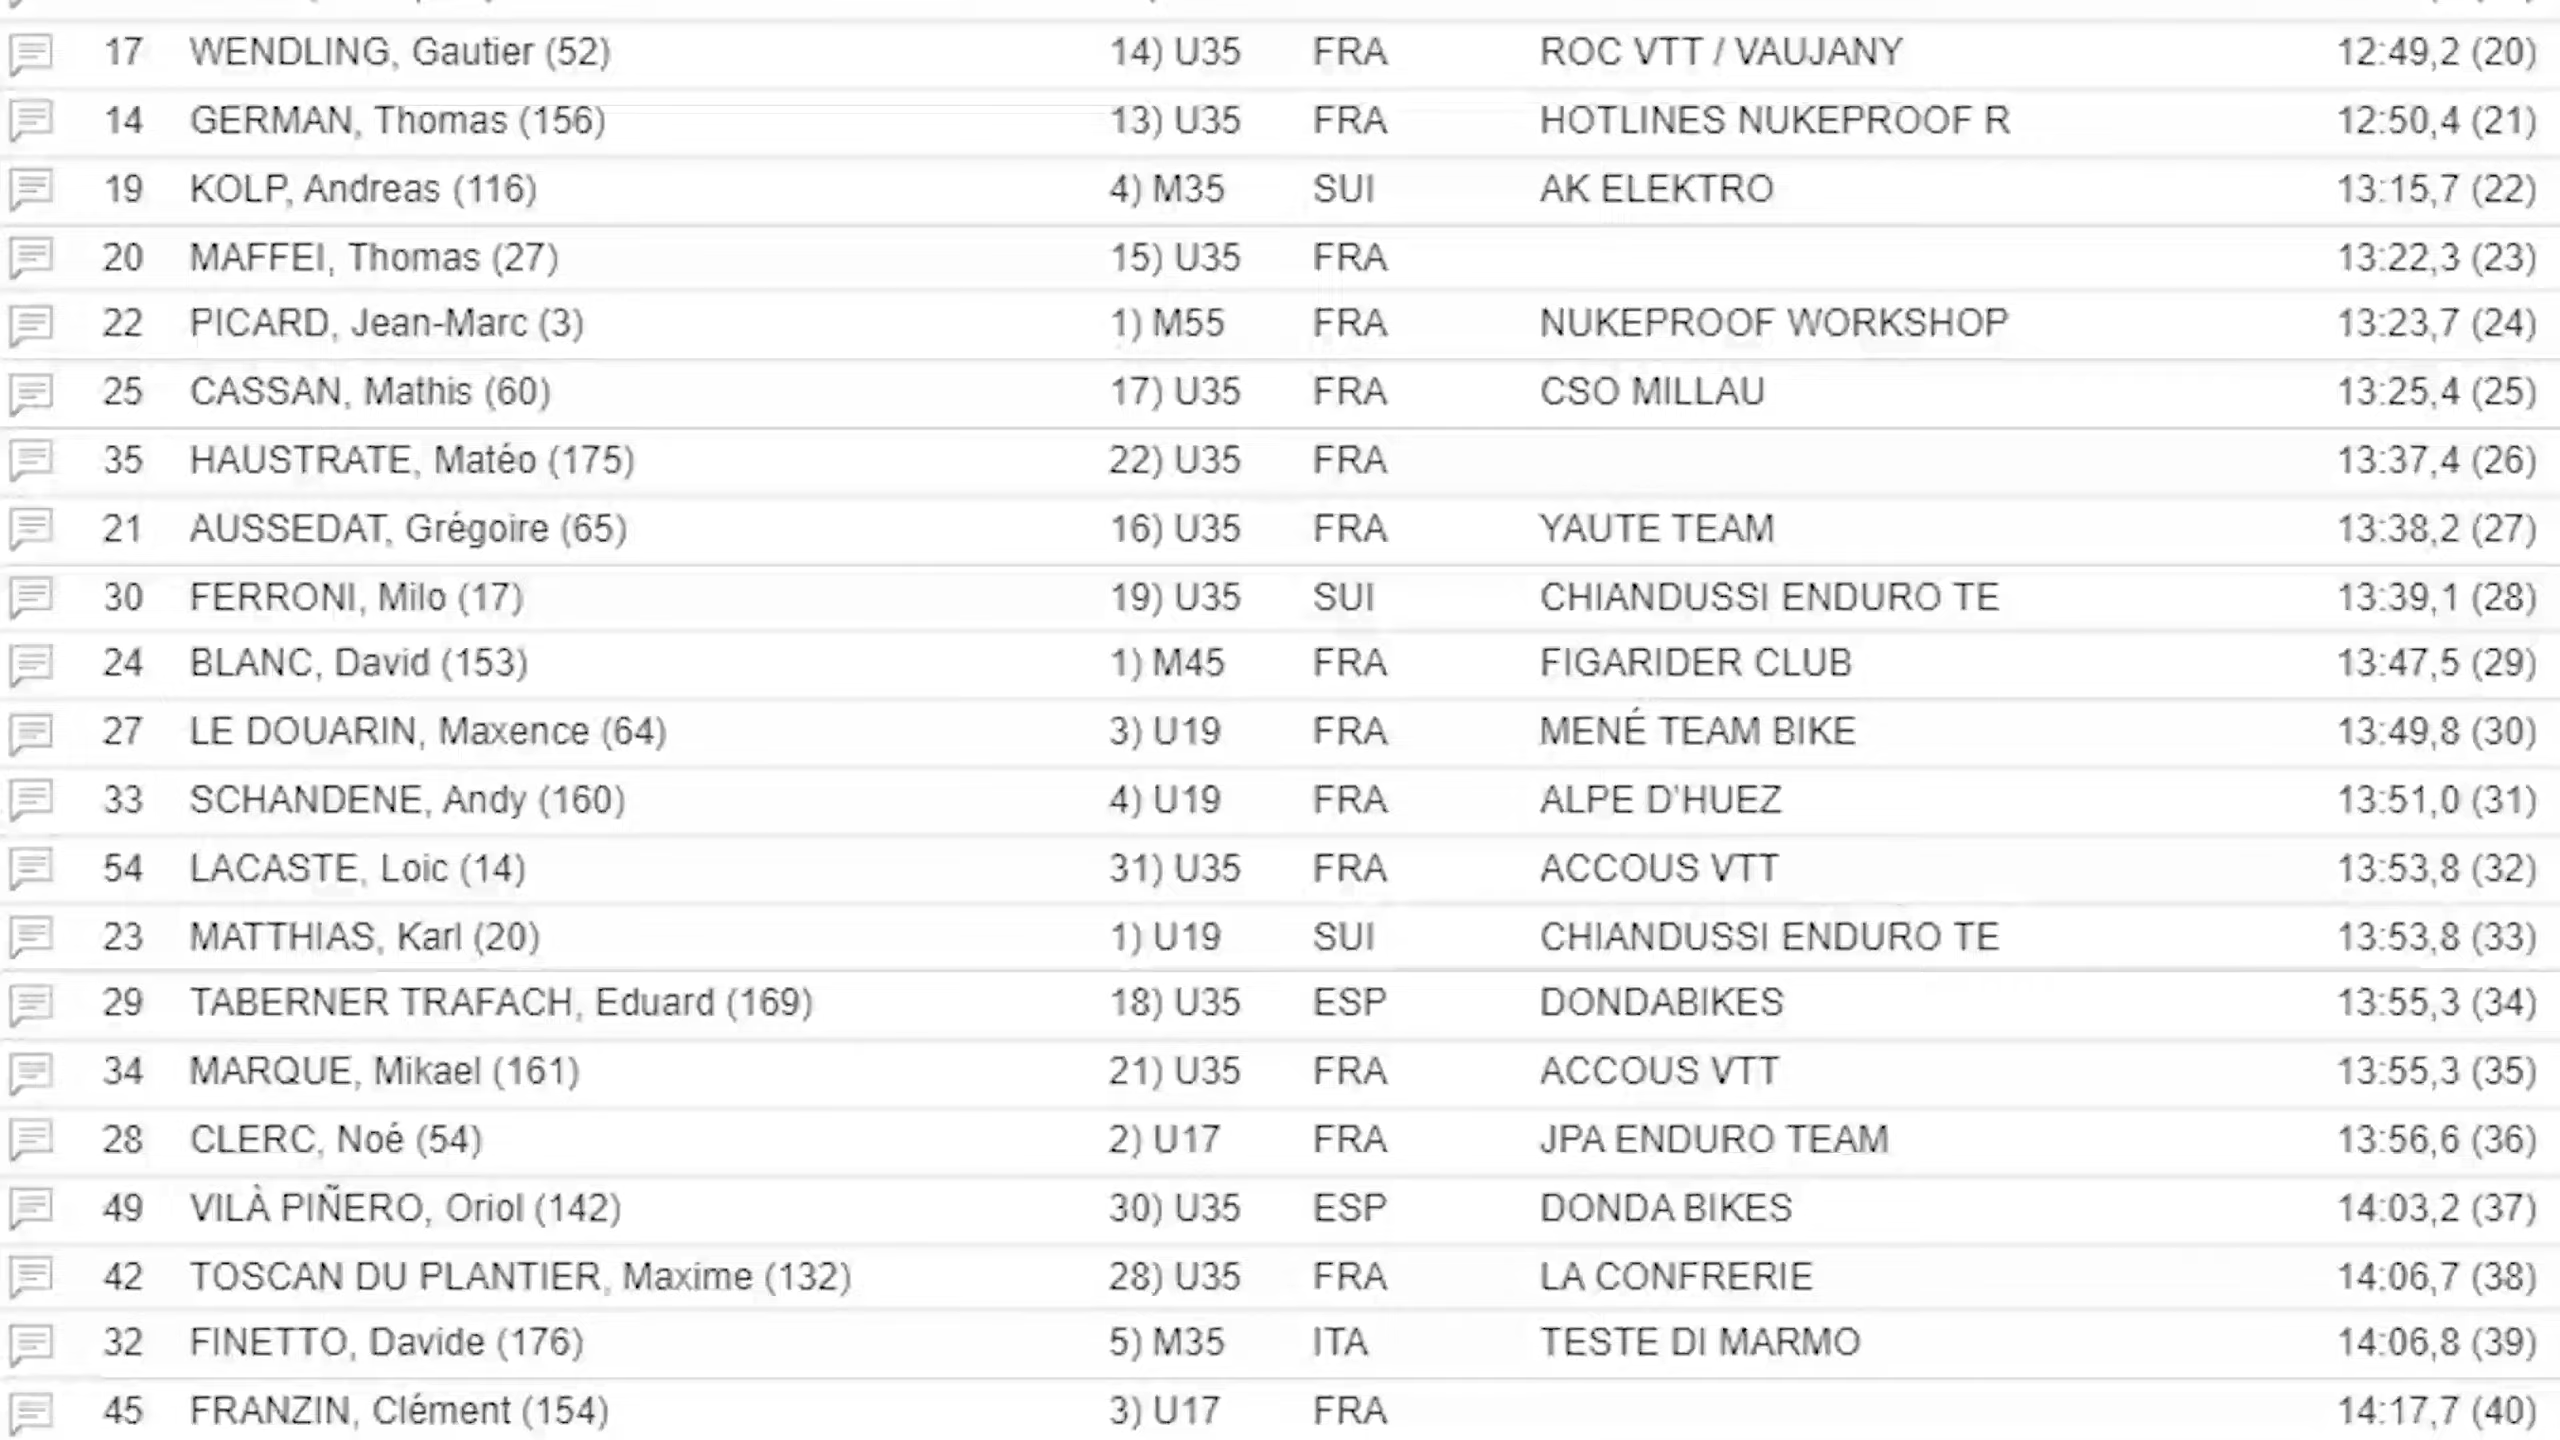 17 WENDLING, Gautier (52) 14) U35 FRA ROC VTT / VAUJANY 12:49,2 (20)
14 GERMAN, Thomas (156) 13) U35 FRA HOTLINES NUKEPROOF R 12:50,4 (21)
19 KOLP, Andreas (116) 4) M35 SUI AK ELEKTRO 13:15,7 (22)
20 MAFFEI, Thomas (27) 15) U35 FRA 13:22,3 (23)
22 PICARD, Jean-Marc (3) 1) M55 FRA NUKEPROOF WORKSHOP 13:23,7 (24)
25 CASSAN, Mathis (60) 17) U35 FRA CSO MILLAU 13:25,4 (25)
35 HAUSTRATE, Matéo (175) 22) U35 FRA 13:37,4 (26)
21 AUSSEDAT, Grégoire (65) 16) U35 FRA YAUTE TEAM 13:38,2 (27)
30 FERRONI, Milo (17) 19) U35 SUI CHIANDUSSI ENDURO TE 13:39,1 (28)
24 BLANC, David (153) 1) M45 FRA FIGARIDER CLUB 13:47,5 (29)
27 LE DOUARIN, Maxence (64) 3) U19 FRA MENÉ TEAM BIKE 13:49,8 (30)
33 SCHANDENE, Andy (160) 4) U19 FRA ALPE D'HUEZ 13:51,0 (31)
54 LACASTE, Loic (14) 31) U35 FRA ACCOUS VTT 13:53,8 (32)
23 MATTHIAS, Karl (20) 1) U19 SUI CHIANDUSSI ENDURO TE 13:53,8 (33)
29 TABERNER TRAFACH, Eduard (169) 18) U35 ESP DONDABIKES 13:55,3 (34)
34 MARQUE, Mikael (161) 21) U35 FRA ACCOUS VTT 13:55,3 (35)
28 CLERC, Noé (54) 2) U17 FRA JPA ENDURO TEAM 13:56,6 (36)
49 VILÀ PIÑERO, Oriol (142) 30) U35 ESP DONDA BIKES 14:03,2 (37)
42 TOSCAN DU PLANTIER, Maxime (132) 28) U35 FRA LA CONFRERIE 14:06,7 (38)
32 FINETTO, Davide (176) 5) M35 ITA TESTE DI MARMO 14:06,8 (39)
45 FRANZIN, Clément (154) 3) U17 FRA 14:17,7 (40)